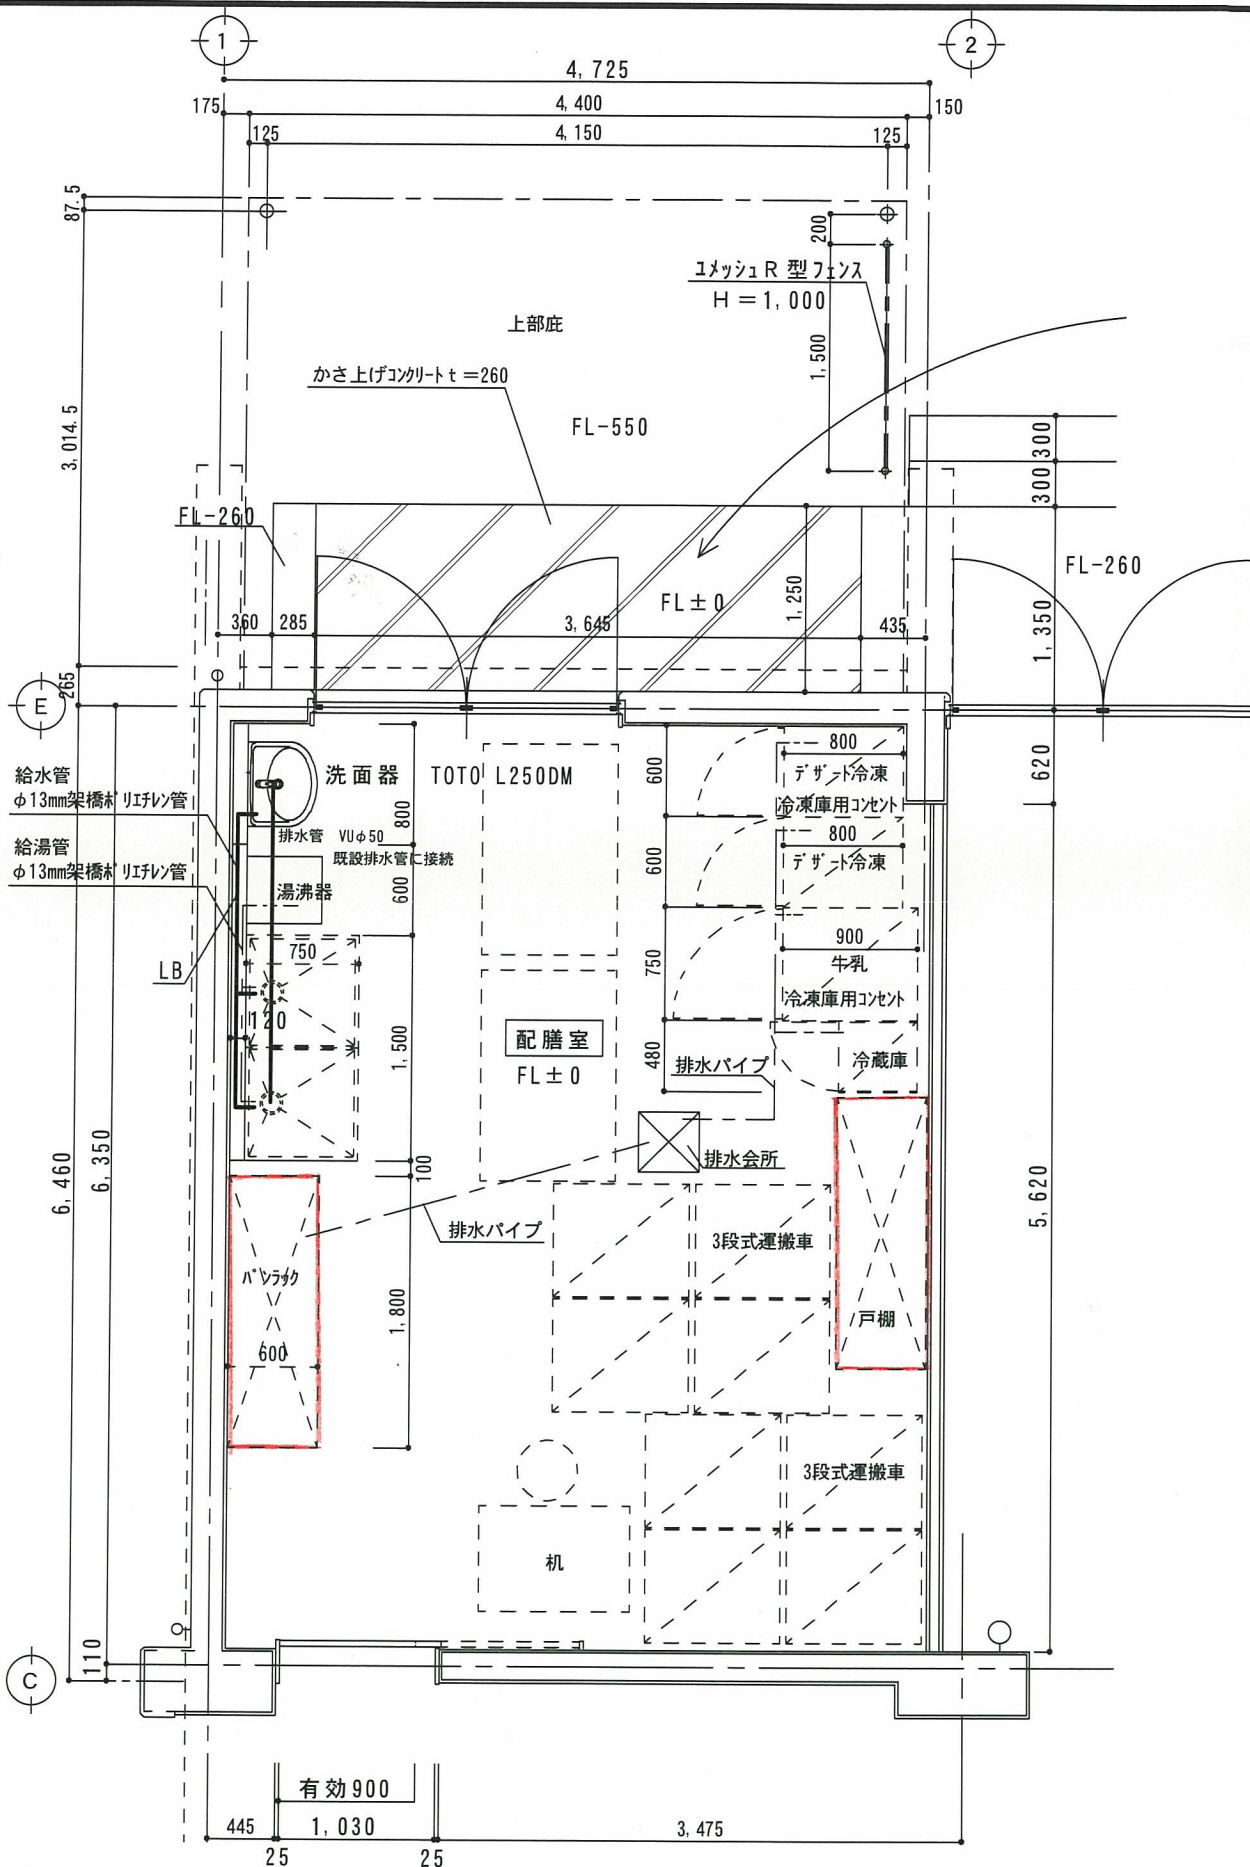 1
2
4,725
175
4,400
150
125
4,150
125
87.5
200
ユメッシュR型フェンス
H=1,000
上部庇
1,500
かさ上げコンクリートt=260
3,014.5
FL-550
300
300
FL-260
FL-260
FL±0
1,250
360
285
3,645
435
1,350
265
E
給水管
φ13mm架橋ポリエチレン管
給湯管
φ13mm架橋ポリエチレン管
洗面器 TOTO L250DM
600
800
デザート冷凍
620
冷凍庫用コンセント
800
排水管 VUφ50
既設排水管に接続
800
デザート冷凍
600
湯沸器
600
LB
750
900
牛乳
750
冷凍庫用コンセント
120
配膳室
FL±0
1,500
480
排水パイプ
冷蔵庫
6,460
6,350
100
排水会所
5,620
排水パイプ
3段式運搬車
パンラック
1,800
戸棚
600
3段式運搬車
机
110
C
有効900
445
1,030
3,475
25
25